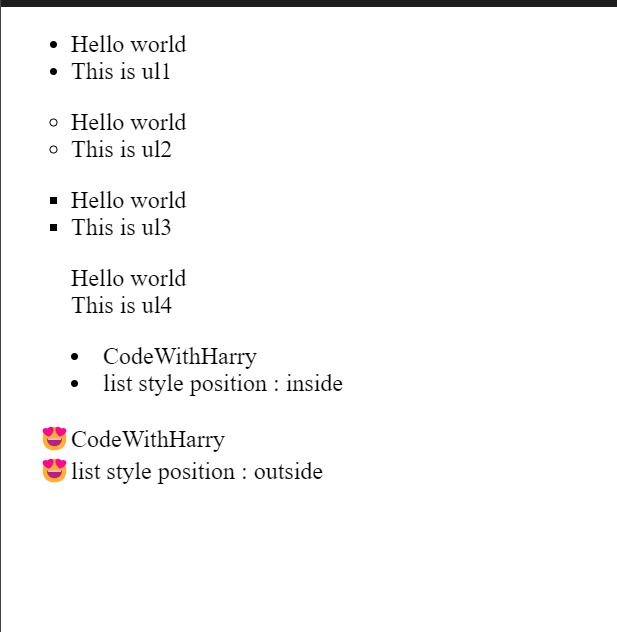 • Hello world
• This is ul1
○ Hello world
○ This is ul2
▪ Hello world
▪ This is ul3
Hello world
This is ul4
• CodeWithHarry
• list style position : inside
😍 CodeWithHarry
😍 list style position : outside